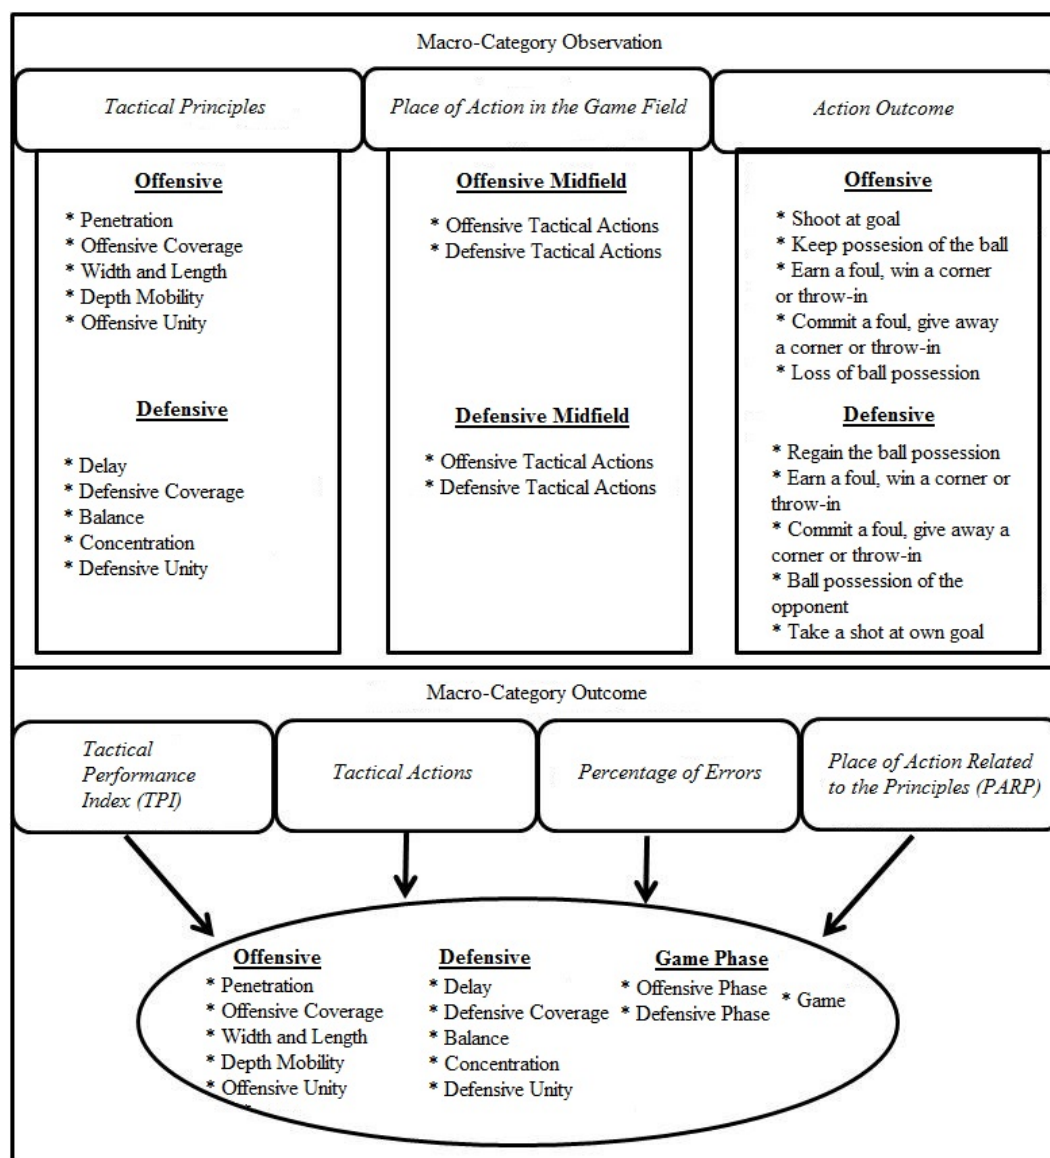 Macro-Category Observation
Tactical Principles
Offensive
* Penetration
* Offensive Coverage
* Width and Length
* Depth Mobility
* Offensive Unity
Defensive
* Delay
* Defensive Coverage
* Balance
* Concentration
* Defensive Unity
Place of Action in the Game Field
Offensive Midfield
* Offensive Tactical Actions
* Defensive Tactical Actions
Defensive Midfield
* Offensive Tactical Actions
* Defensive Tactical Actions
Action Outcome
Offensive
* Shoot at goal
* Keep possesion of the ball
* Earn a foul, win a corner
or throw-in
* Commit a foul, give away
a corner or throw-in
* Loss of ball possession
Defensive
* Regain the ball possession
* Earn a foul, win a corner or
throw-in
* Commit a foul, give away a
corner or throw-in
* Ball possession of the
opponent
* Take a shot at own goal
Macro-Category Outcome
Tactical
Performance
Index (TPI)
Tactical Actions
Percentage of Errors
Place of Action Related
to the Principles (PARP)
Offensive
* Penetration
* Offensive Coverage
* Width and Length
* Depth Mobility
* Offensive Unity
Defensive
* Delay
* Defensive Coverage
* Balance
* Concentration
* Defensive Unity
Game Phase
* Offensive Phase
* Defensive Phase
* Game